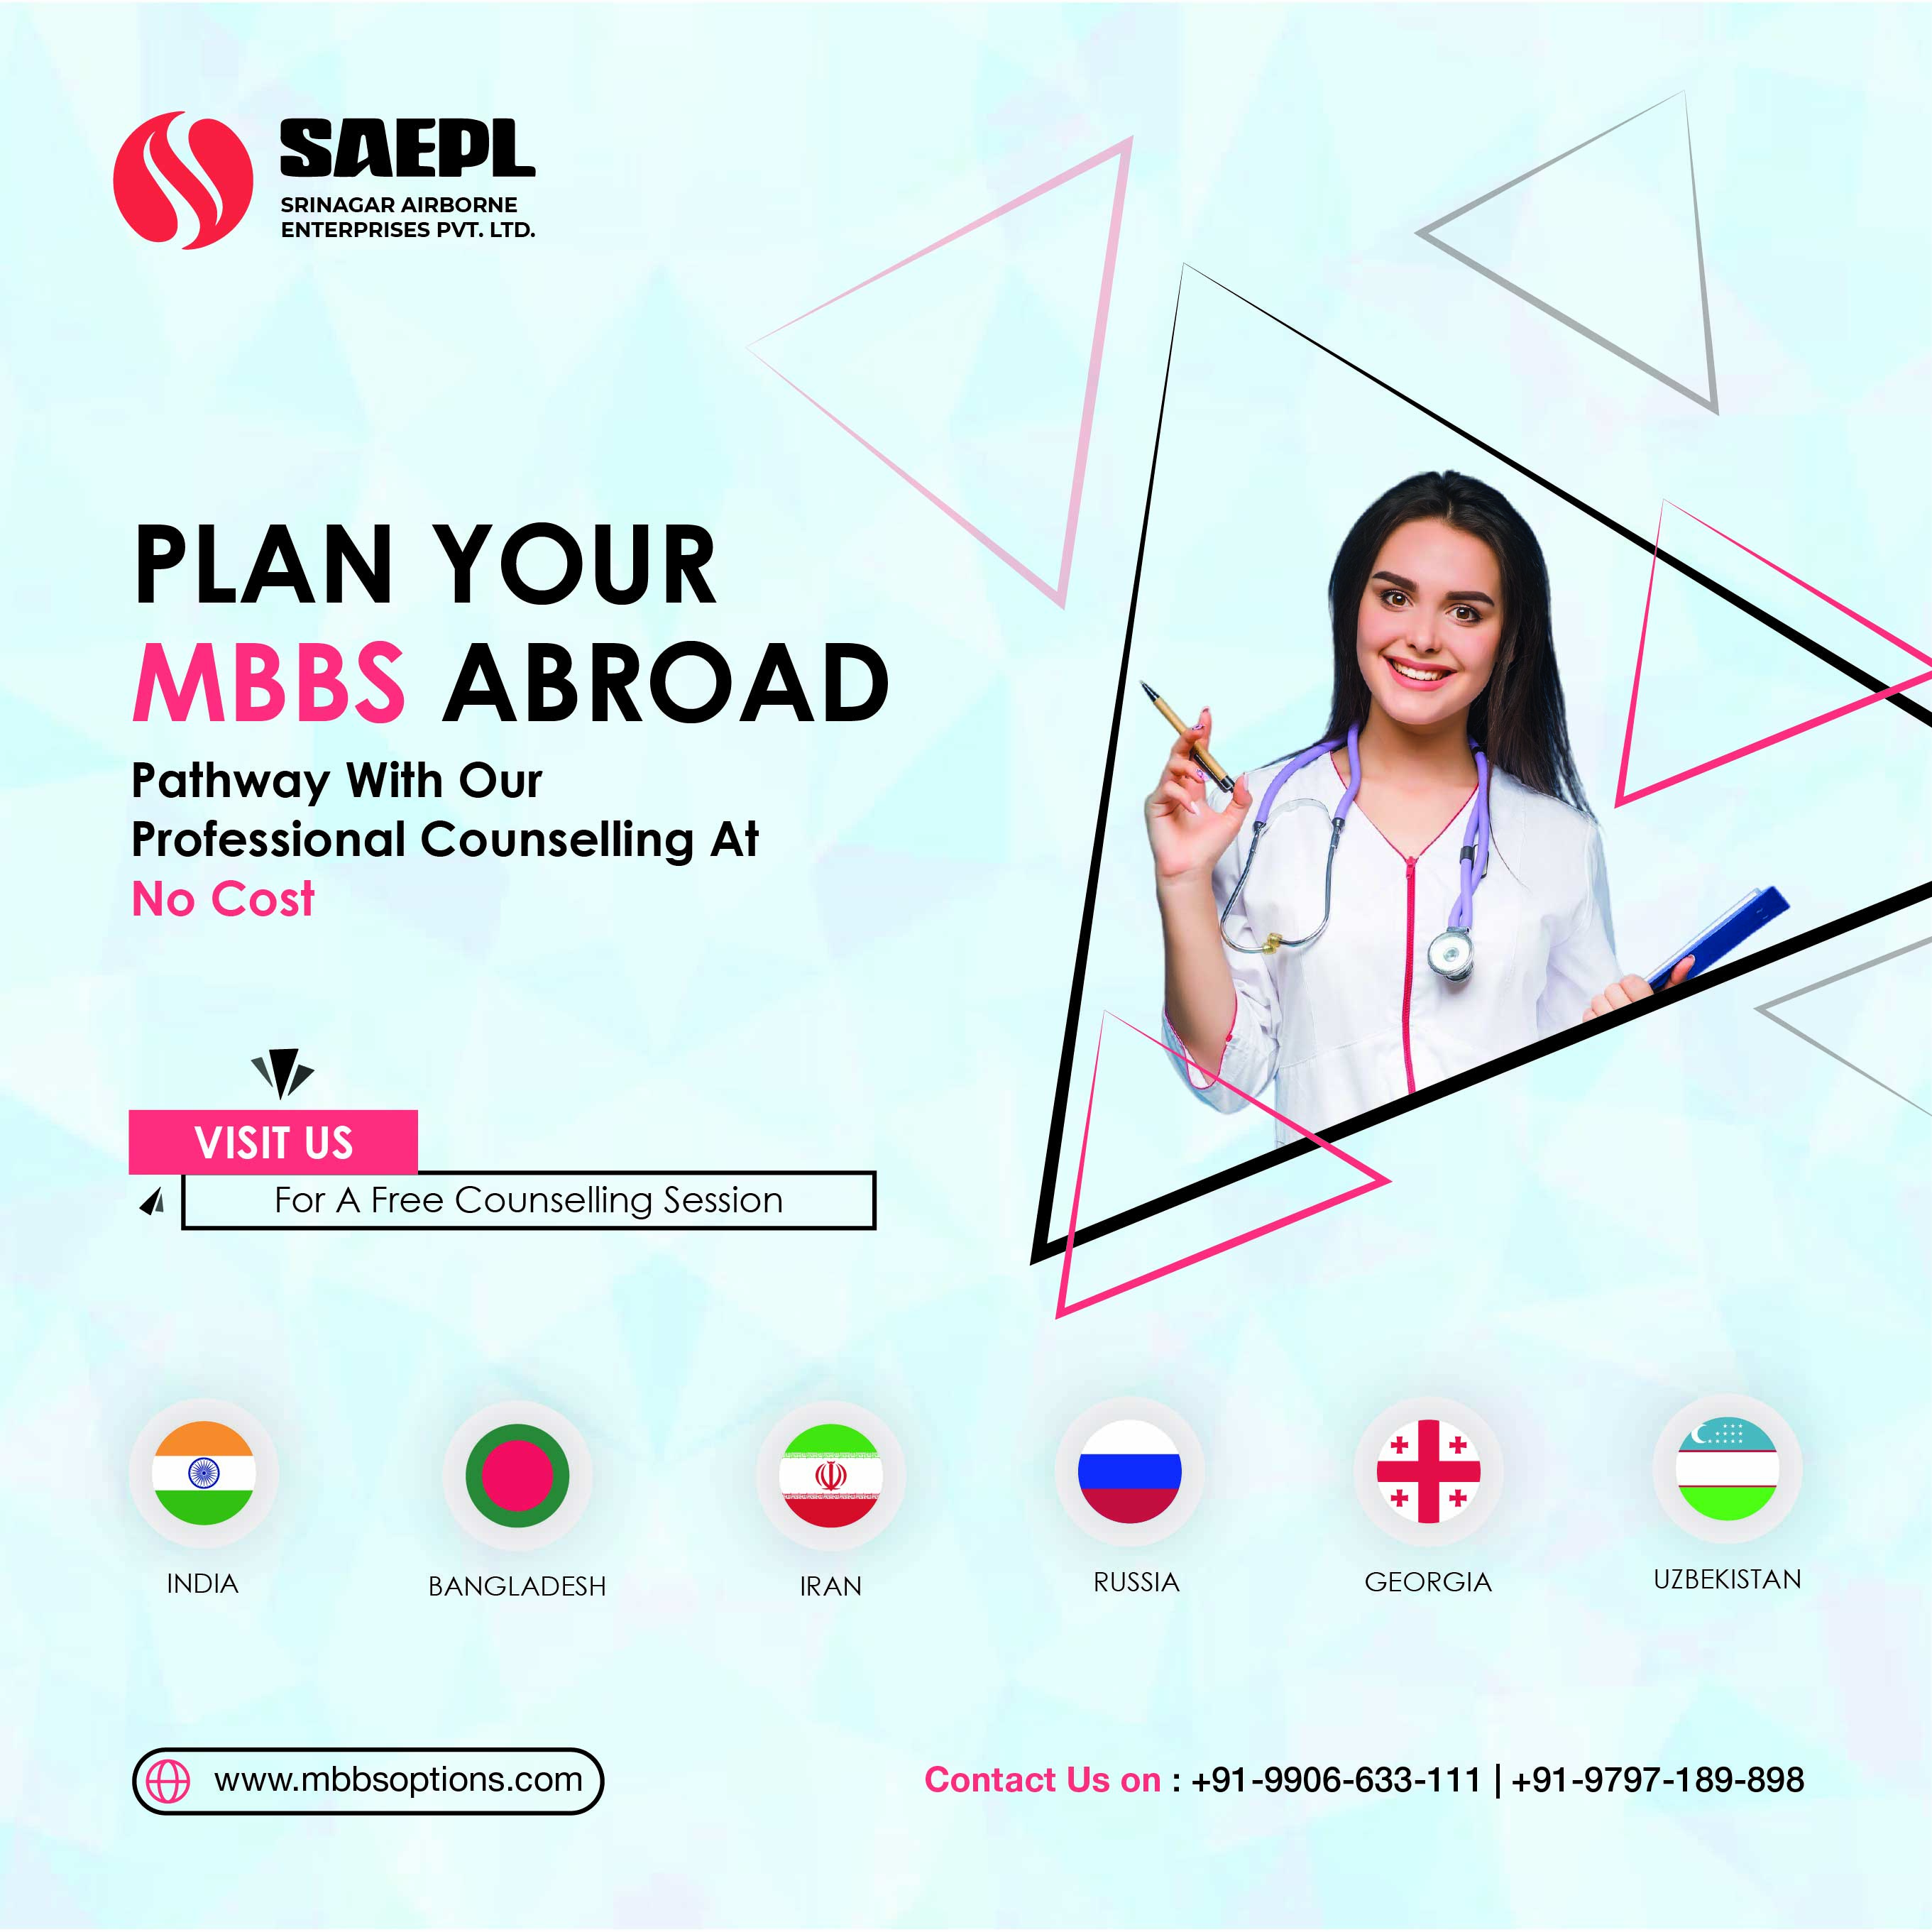 SAEPL
SRINAGAR AIRBORNE
ENTERPRISES PVT. LTD.
PLAN YOUR
MBBS ABROAD
Pathway With Our
Professional Counselling At
No Cost
VISIT US
For A Free Counselling Session
INDIA
BANGLADESH
IRAN
RUSSIA
GEORGIA
UZBEKISTAN
www.mbbsoptions.com
Contact Us on : +91-9906-633-111 | +91-9797-189-898